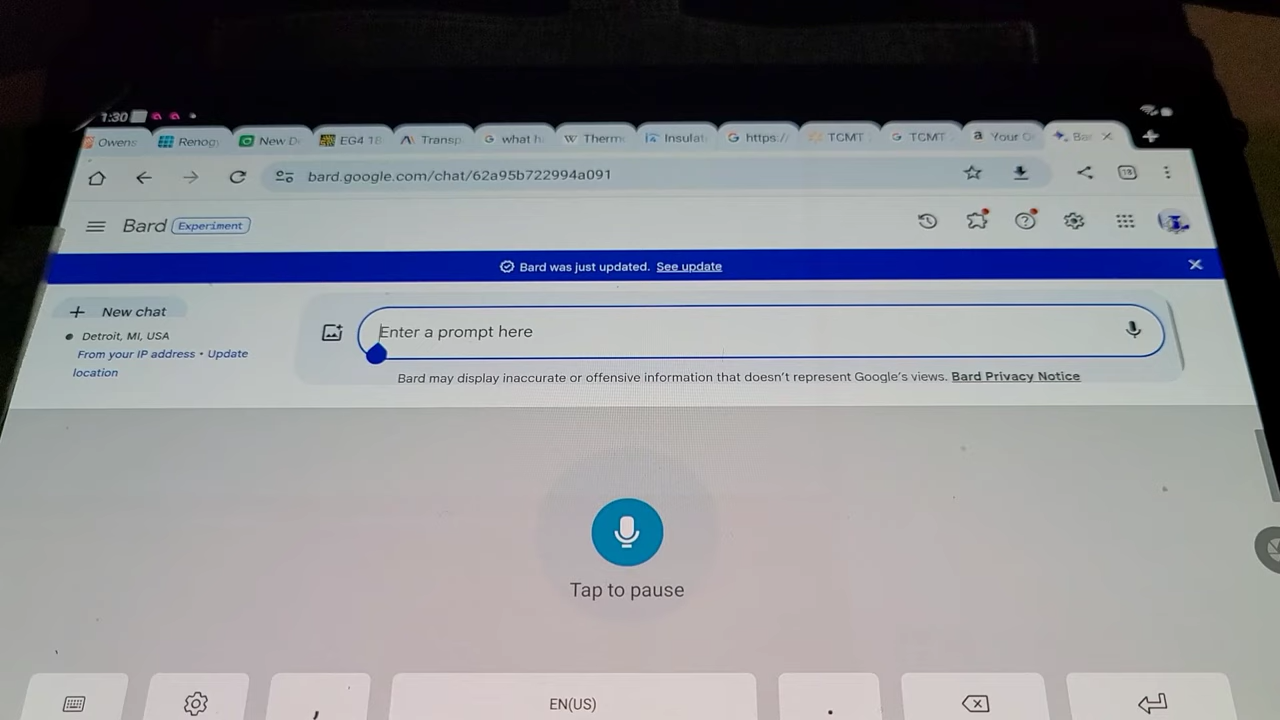 1:30
Owens
Renog
New D
EG4 18
Transp
what h
Therm
Insulat
https://
TCMT
TCMT
Your O
Bar
bard.google.com/chat/62a95b722994a091
18
Bard Experiment
Bard was just updated. See update
New chat
Detroit, MI, USA
From your IP address • Update
location
Enter a prompt here
Bard may display inaccurate or offensive information that doesn't represent Google's views. Bard Privacy Notice
Tap to pause
, EN(US) .